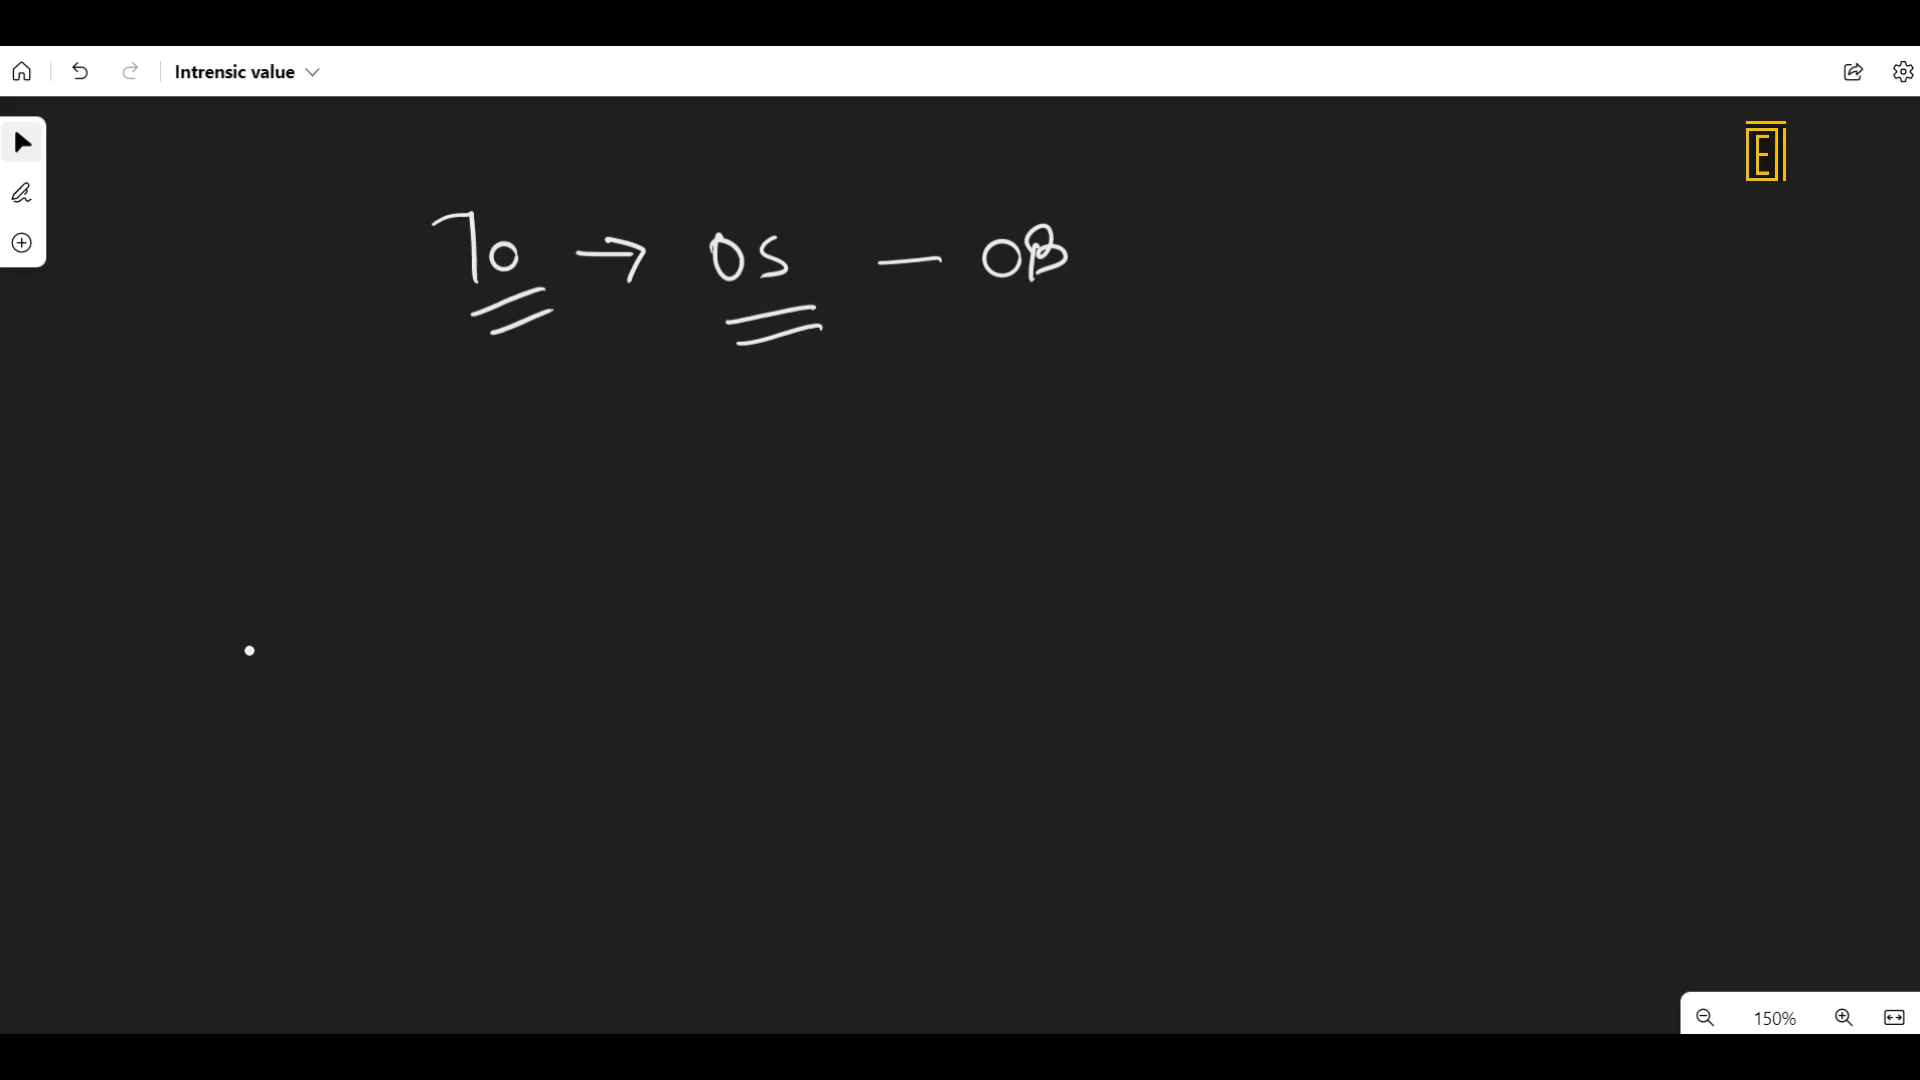 Intrensic value
To → OS — OB
E
150%